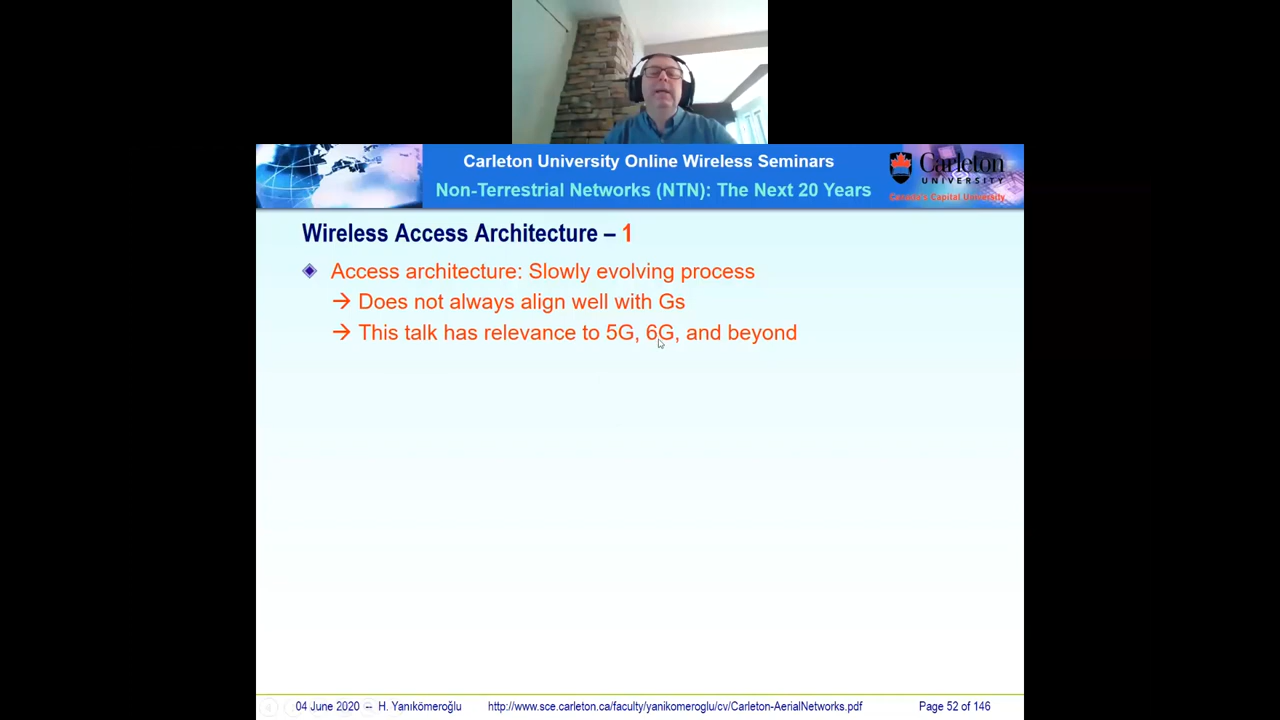 Carleton University Online Wireless Seminars
Non-Terrestrial Networks (NTN): The Next 20 Years
Carleton
UNIVERSITY
Canada's Capital University
Wireless Access Architecture – 1
Access architecture: Slowly evolving process
→ Does not always align well with Gs
→ This talk has relevance to 5G, 6G, and beyond
04 June 2020 -- H. Yanıkömeroğlu http://www.sce.carleton.ca/faculty/yanikomeroglu/cv/Carleton-AerialNetworks.pdf Page 52 of 146